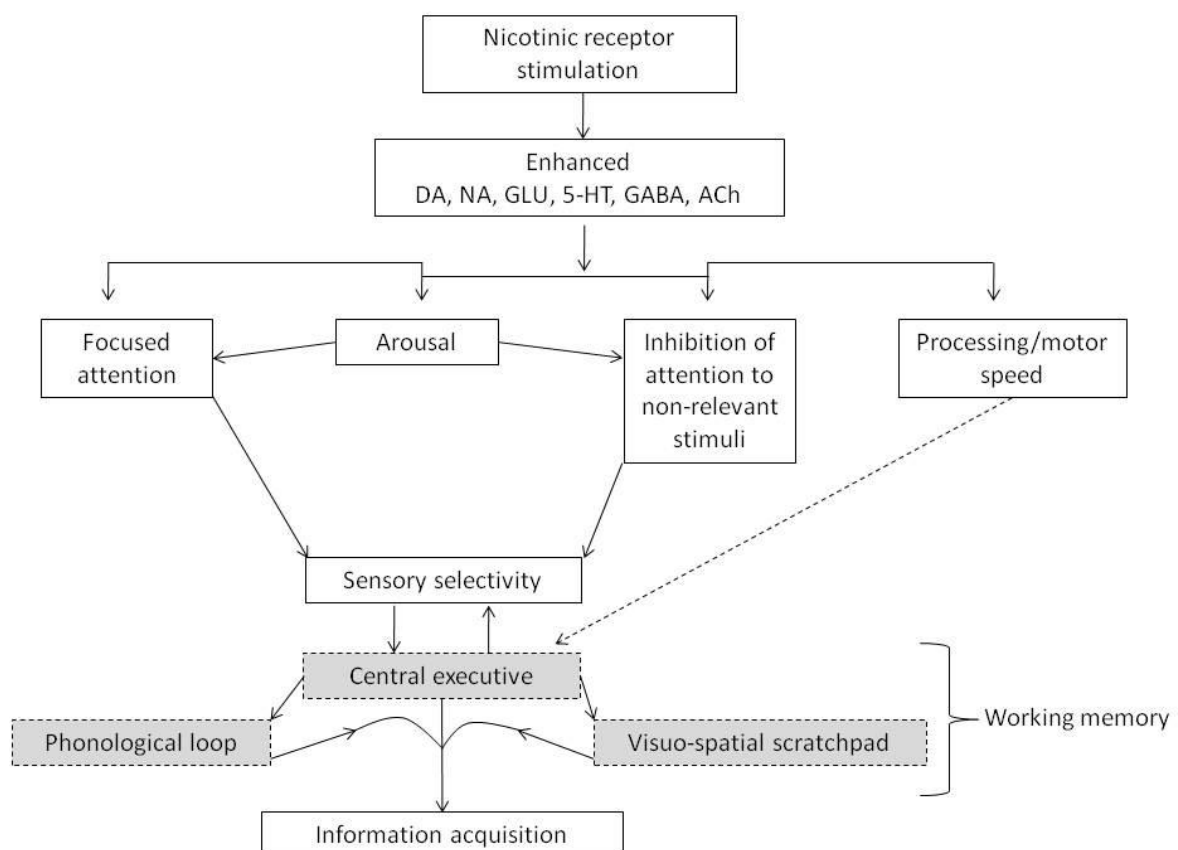 Nicotinic receptor
stimulation
Enhanced
DA, NA, GLU, 5-HT, GABA, ACh
Focused
attention
Arousal
Inhibition of
attention to
non-relevant
stimuli
Processing/motor
speed
Sensory selectivity
Central executive
Phonological loop
Visuo-spatial scratchpad
Working memory
Information acquisition